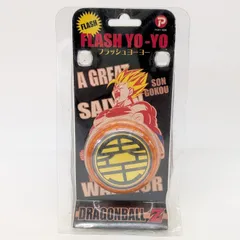 FLASH
FLASH YO-YO
フラッシュヨーヨー
A GREAT
SON
GOKOU
SAIYAN
WARRIOR
DRAGONBALL Z